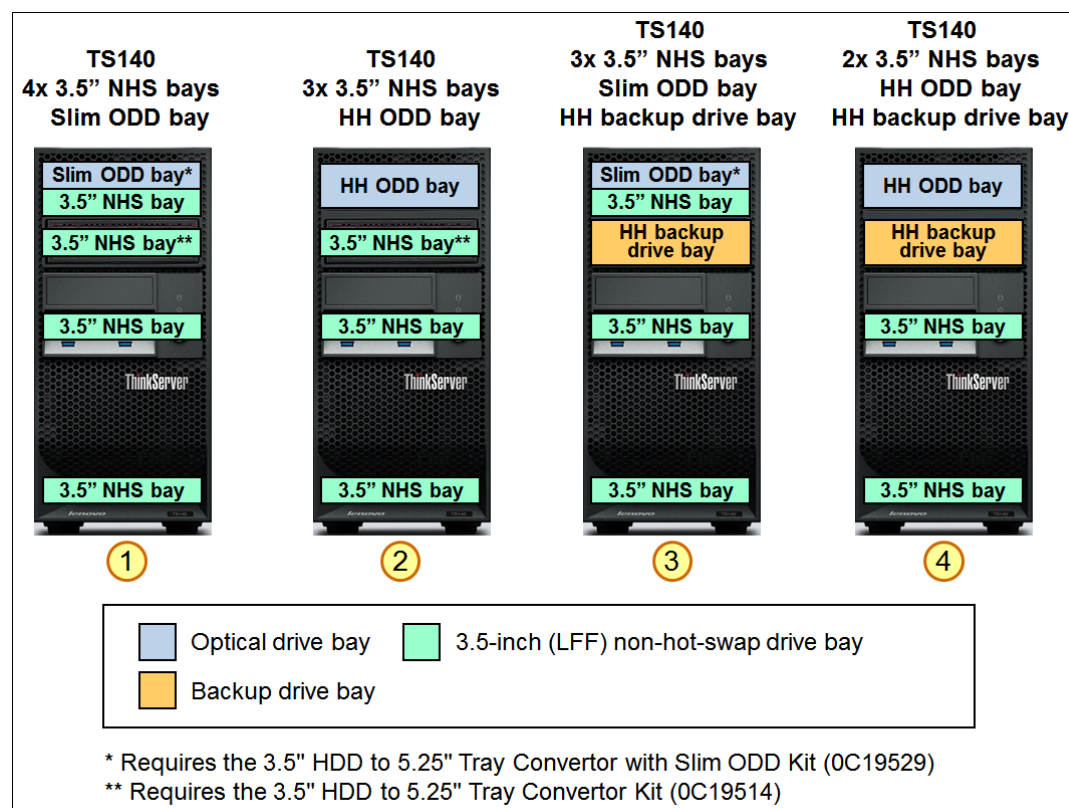 TS140
4x 3.5” NHS bays
Slim ODD bay
TS140
3x 3.5” NHS bays
HH ODD bay
TS140
3x 3.5” NHS bays
Slim ODD bay
HH backup drive bay
TS140
2x 3.5” NHS bays
HH ODD bay
HH backup drive bay
Slim ODD bay*
3.5” NHS bay
3.5” NHS bay**
3.5” NHS bay
ThinkServer
3.5” NHS bay
lenovo TS140
1
HH ODD bay
3.5” NHS bay**
3.5” NHS bay
ThinkServer
3.5” NHS bay
lenovo TS140
2
Slim ODD bay*
3.5” NHS bay
HH backup
drive bay
3.5” NHS bay
ThinkServer
3.5” NHS bay
lenovo TS140
3
HH ODD bay
HH backup
drive bay
3.5” NHS bay
ThinkServer
3.5” NHS bay
lenovo TS140
4
Optical drive bay
3.5-inch (LFF) non-hot-swap drive bay
Backup drive bay
* Requires the 3.5" HDD to 5.25" Tray Convertor with Slim ODD Kit (0C19529)
** Requires the 3.5" HDD to 5.25" Tray Convertor Kit (0C19514)